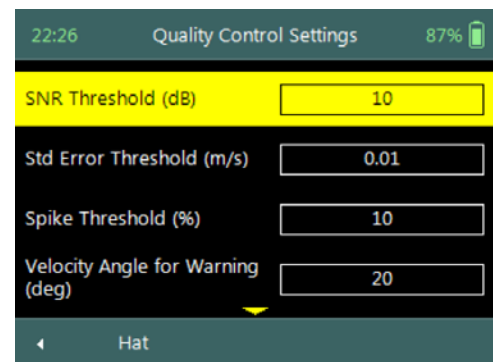 22:26 Quality Control Settings 87%
SNR Threshold (dB) 10
Std Error Threshold (m/s) 0.01
Spike Threshold (%) 10
Velocity Angle for Warning
(deg) 20
Hat